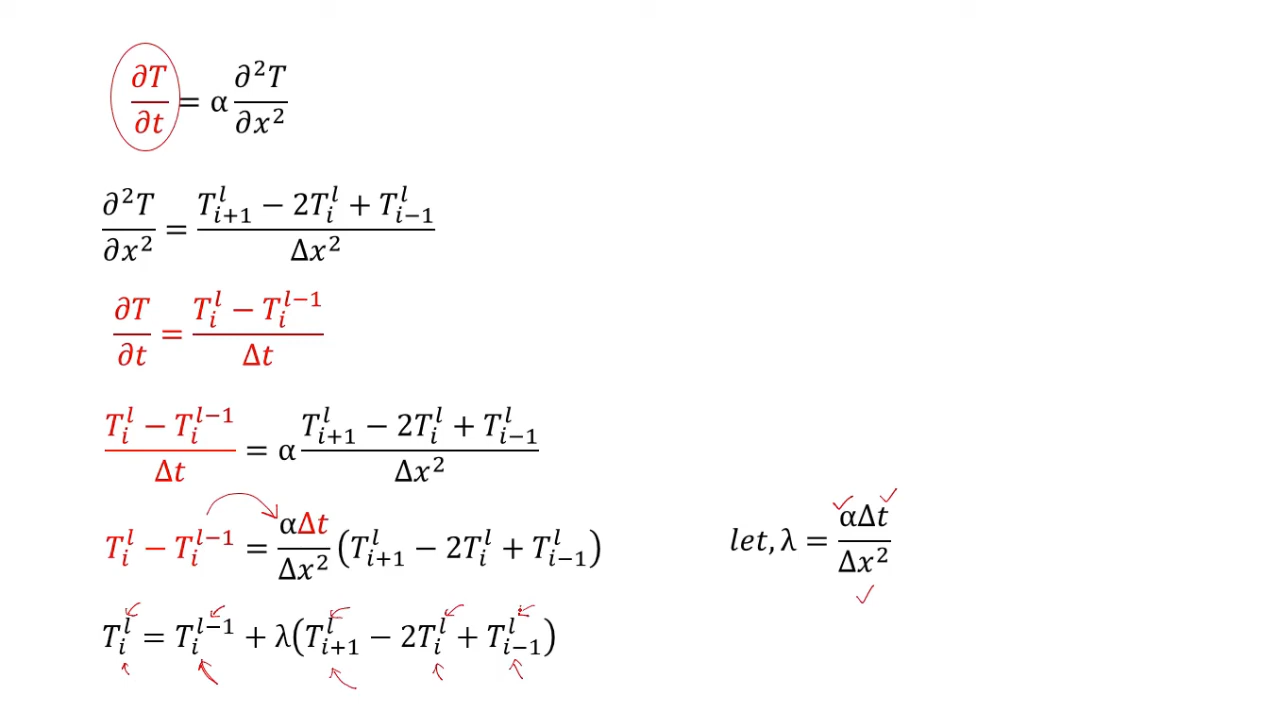 ∂T/∂t = α ∂²T/∂x²
∂²T/∂x² = (T_{i+1}^l − 2T_i^l + T_{i−1}^l)/Δx²
∂T/∂t = (T_i^l − T_i^{l−1})/Δt
(T_i^l − T_i^{l−1})/Δt = α (T_{i+1}^l − 2T_i^l + T_{i−1}^l)/Δx²
T_i^l − T_i^{l−1} = αΔt/Δx² (T_{i+1}^l − 2T_i^l + T_{i−1}^l)
let, λ = αΔt/Δx²
T_i^l = T_i^{l−1} + λ(T_{i+1}^l − 2T_i^l + T_{i−1}^l)